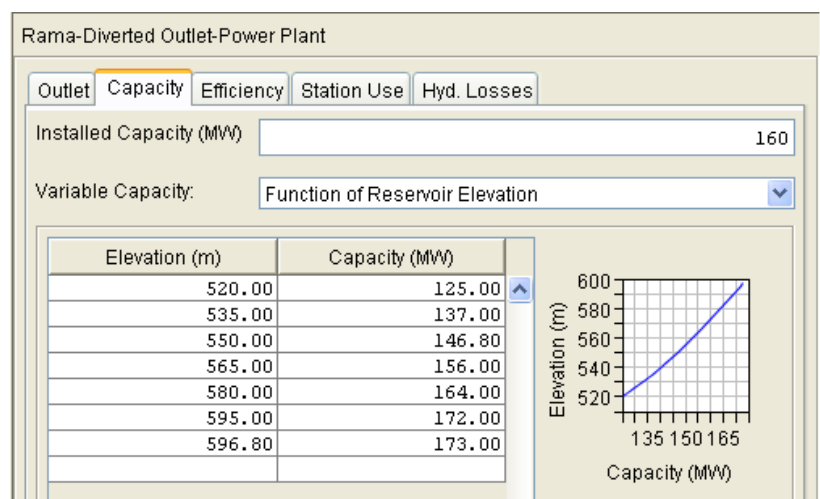 Rama-Diverted Outlet-Power Plant
Outlet Capacity Efficiency Station Use Hyd. Losses
Installed Capacity (MW) 160
Variable Capacity: Function of Reservoir Elevation
Elevation (m) Capacity (MW)
520.00 125.00
535.00 137.00
550.00 146.80
565.00 156.00
580.00 164.00
595.00 172.00
596.80 173.00
Elevation (m)
600
580
560
540
520
135 150 165
Capacity (MW)